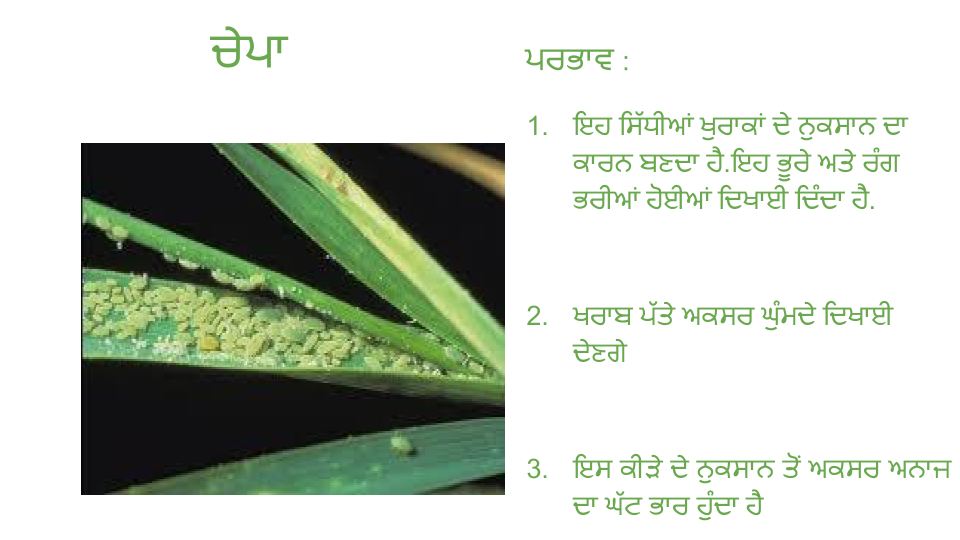 ਚੇਪਾ
ਪਰਭਾਵ :
1. ਇਹ ਸਿੱਧੀਆਂ ਖੁਰਾਕਾਂ ਦੇ ਨੁਕਸਾਨ ਦਾ
ਕਾਰਨ ਬਣਦਾ ਹੈ.ਇਹ ਭੂਰੇ ਅਤੇ ਰੰਗ
ਭਰੀਆਂ ਹੋਈਆਂ ਦਿਖਾਈ ਦਿੰਦਾ ਹੈ.
2. ਖਰਾਬ ਪੱਤੇ ਅਕਸਰ ਘੁੰਮਦੇ ਦਿਖਾਈ
ਦੇਣਗੇ
3. ਇਸ ਕੀੜੇ ਦੇ ਨੁਕਸਾਨ ਤੋਂ ਅਕਸਰ ਅਨਾਜ
ਦਾ ਘੱਟ ਭਾਰ ਹੁੰਦਾ ਹੈ